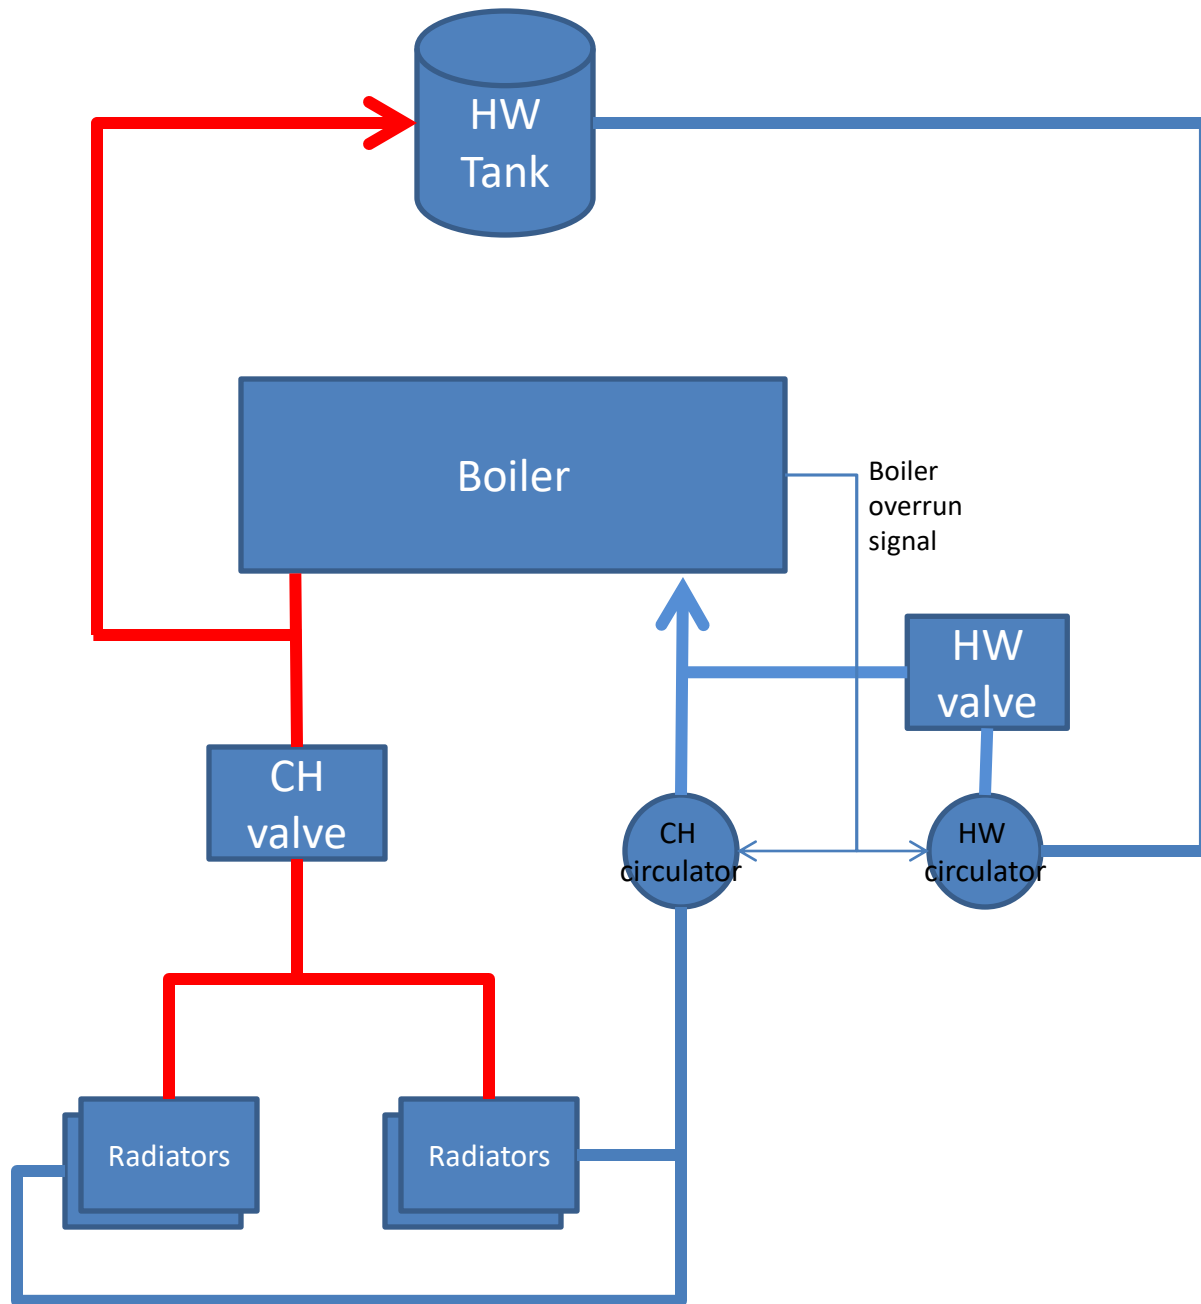 HW
Tank
Boiler
Boiler
overrun
signal
HW
valve
CH
valve
CH
circulator
HW
circulator
Radiators
Radiators